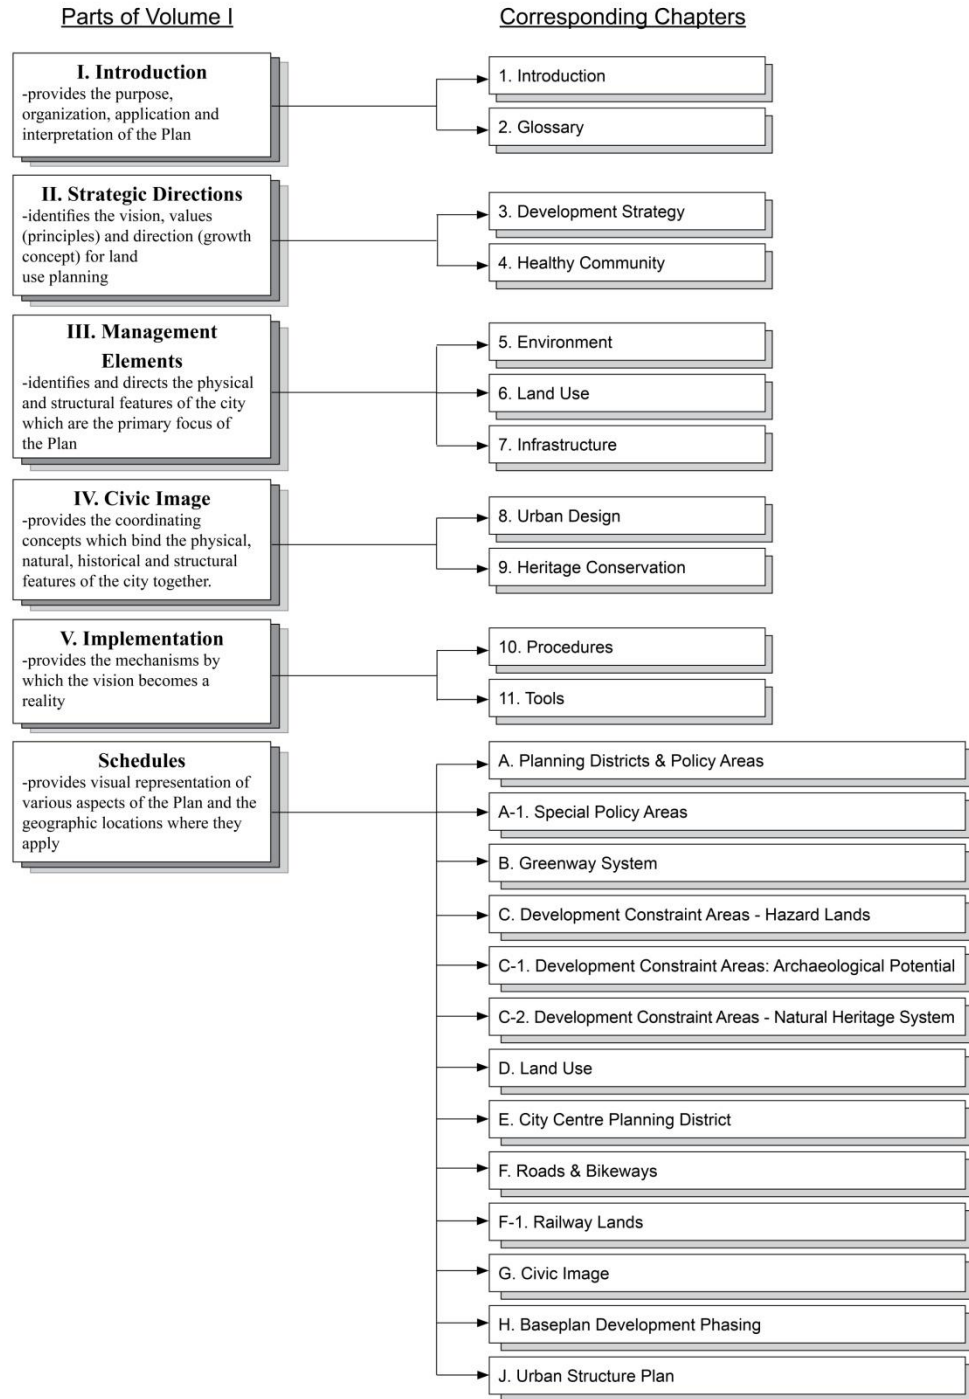 Parts of Volume I
Corresponding Chapters
I. Introduction
-provides the purpose,
organization, application and
interpretation of the Plan
1. Introduction
2. Glossary
II. Strategic Directions
-identifies the vision, values
(principles) and direction (growth
concept) for land
use planning
3. Development Strategy
4. Healthy Community
III. Management
Elements
-identifies and directs the physical
and structural features of the city
which are the primary focus of
the Plan
5. Environment
6. Land Use
7. Infrastructure
IV. Civic Image
-provides the coordinating
concepts which bind the physical,
natural, historical and structural
features of the city together.
8. Urban Design
9. Heritage Conservation
V. Implementation
-provides the mechanisms by
which the vision becomes a
reality
10. Procedures
11. Tools
Schedules
-provides visual representation of
various aspects of the Plan and the
geographic locations where they
apply
A. Planning Districts & Policy Areas
A-1. Special Policy Areas
B. Greenway System
C. Development Constraint Areas - Hazard Lands
C-1. Development Constraint Areas: Archaeological Potential
C-2. Development Constraint Areas - Natural Heritage System
D. Land Use
E. City Centre Planning District
F. Roads & Bikeways
F-1. Railway Lands
G. Civic Image
H. Baseplan Development Phasing
J. Urban Structure Plan